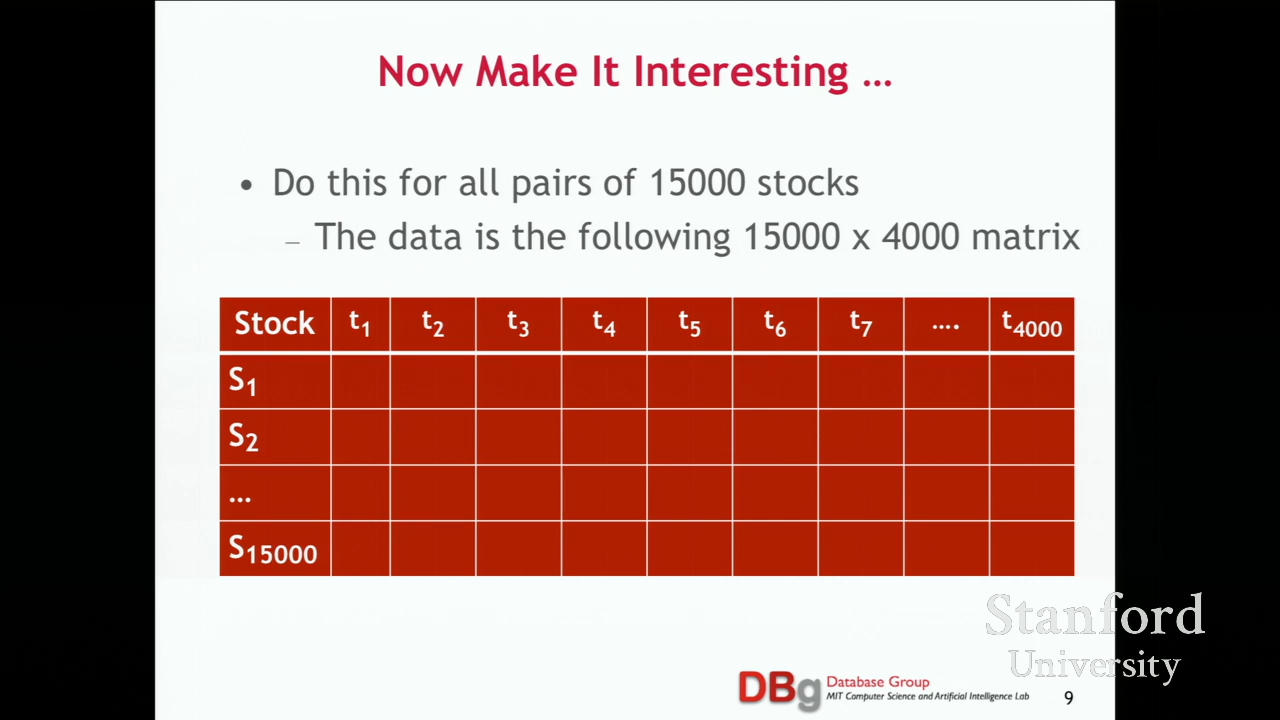 Now Make It Interesting …
• Do this for all pairs of 15000 stocks
– The data is the following 15000 x 4000 matrix
Stock t1 t2 t3 t4 t5 t6 t7 …. t4000
S1
S2
…
S15000
Stanford
University
DBg Database Group
MIT Computer Science and Artificial Intelligence Lab
9